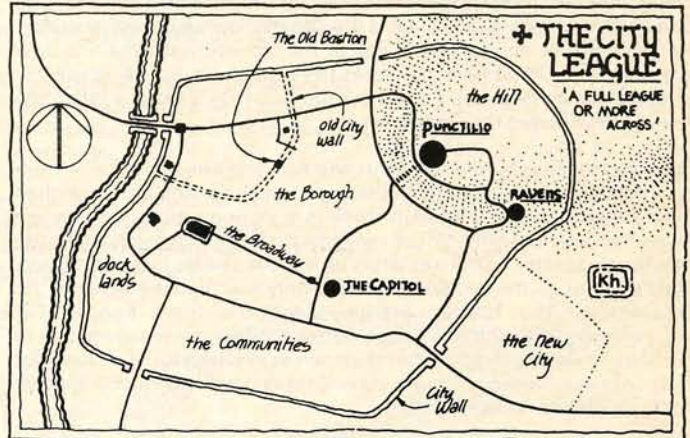 THE CITY
LEAGUE
'A FULL LEAGUE
OR MORE
ACROSS'
The Old Bastion
the Hill
Old City
Wall
PUNCTILIO
the Borough
RAVENS
the Broadway
dock
lands
THE CAPITOL
Kh.
the Communities
the New
City
City
Wall